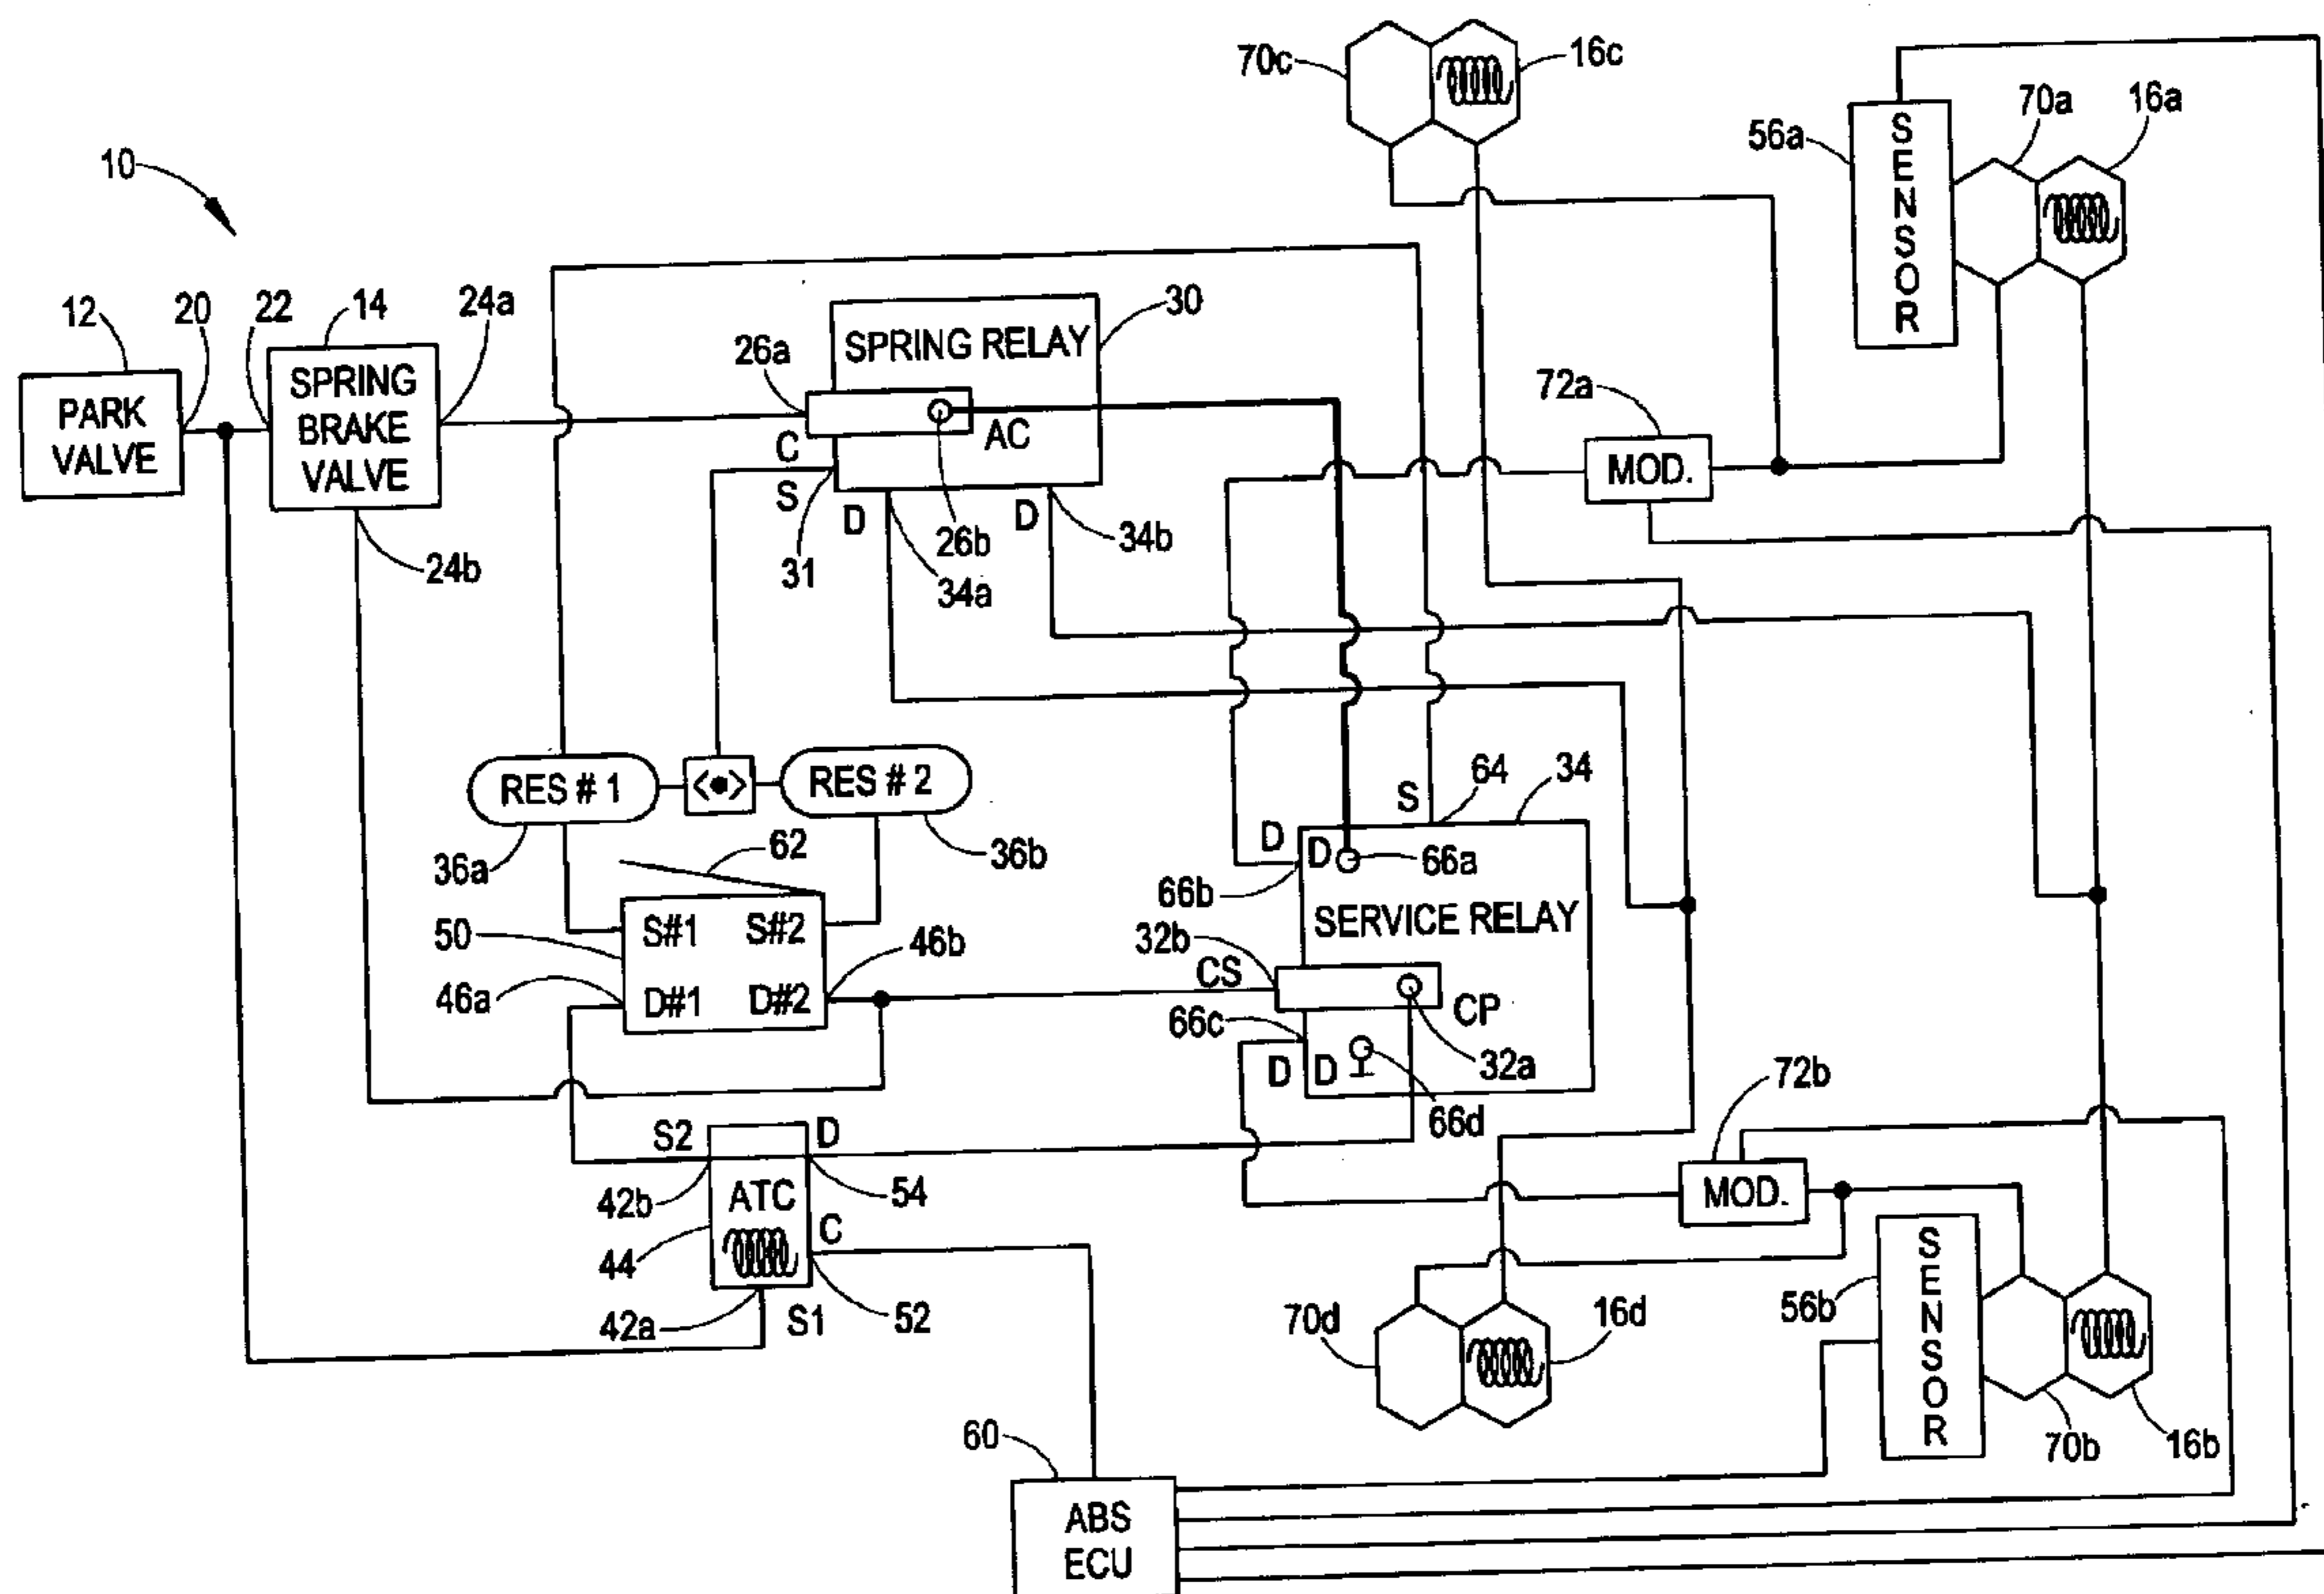 70c
16c
10
56a
SENSOR
70a
16a
12
20
22
14
24a
PARK
VALVE
SPRING
BRAKE
VALVE
24b
26a
SPRING RELAY
30
C
AC
S
D
D
31
26b
34a
34b
72a
MOD.
RES # 1
<•>
RES # 2
36a
62
36b
S
64
34
D
D
66a
66b
SERVICE RELAY
50
S#1
S#2
46b
32b
CS
46a
D#1
D#2
CP
66c
D
D
32a
66d
72b
MOD.
S2
D
42b
ATC
54
44
C
42a
S1
52
70d
16d
56b
SENSOR
70b
16b
60
ABS
ECU